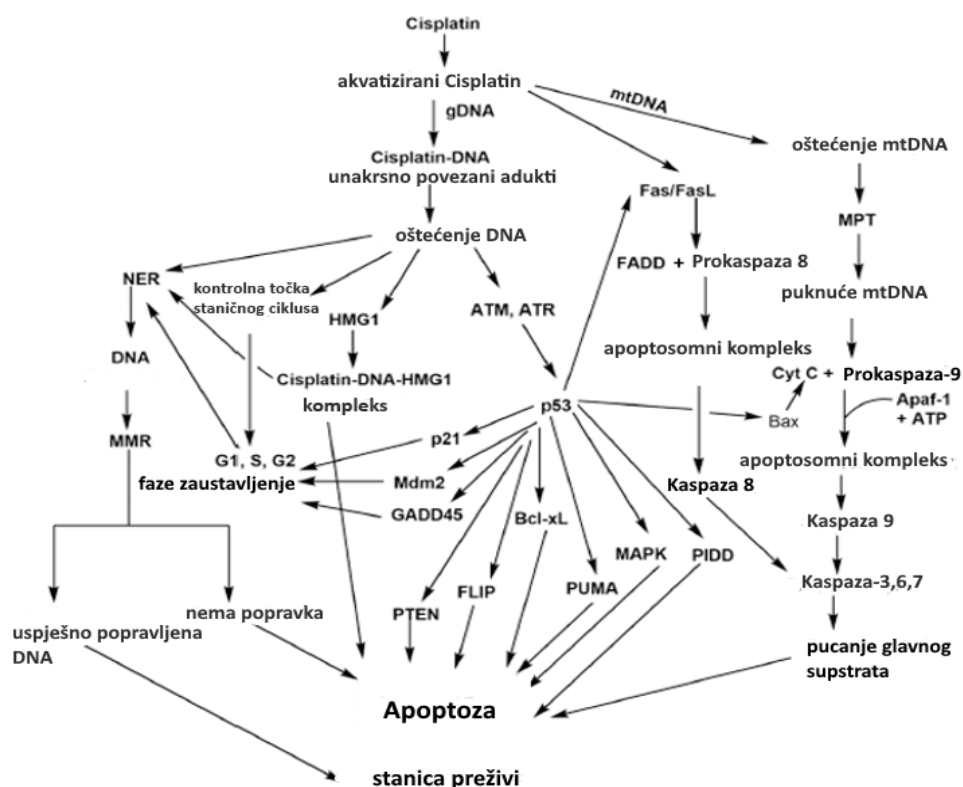 Cisplatin
akvatizirani Cisplatin
mtDNA
gDNA
oštećenje mtDNA
Cisplatin-DNA
unakrsno povezani adukti
Fas/FasL
MPT
oštećenje DNA
FADD + Prokaspaza 8
NER
kontrolna točka
staničnog ciklusa
puknuće mtDNA
HMG1
ATM, ATR
DNA
apoptosomni kompleks
Cyt C + Prokaspaza-9
Cisplatin-DNA-HMG1
kompleks
p53
Bax
Apaf-1
+ ATP
MMR
p21
G1, S, G2
faze zaustavljenje
apoptosomni kompleks
Mdm2
Kaspaza 8
GADD45
Bcl-xL
Kaspaza 9
MAPK
PIDD
Kaspaza-3,6,7
PTEN
FLIP
PUMA
nema popravka
uspješno popravljena
DNA
pucanje glavnog
supstrata
Apoptoza
stanica preživi